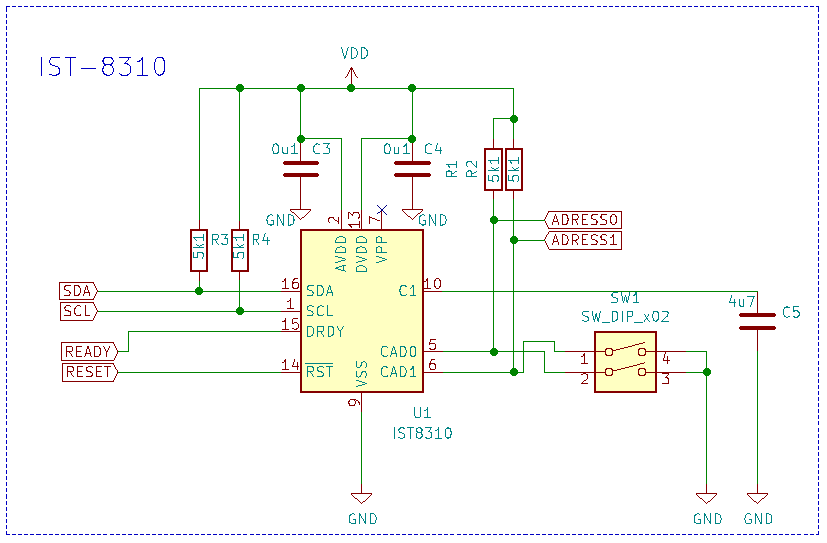 VDD
IST-8310
0u1 C3
0u1 C4
R1
5k1
R2
5k1
GND
GND
ADRESS0
ADRESS1
5k1
R3
5k1
R4
2
13
7
AVDD
DVDD
VPP
SDA
16
SDA
C1
10
SCL
1
SCL
15
DRDY
READY
CAD0
5
RESET
14
RST
CAD1
6
VSS
9
U1
IST8310
SW1
SW_DIP_x02
1
4
2
3
4u7
C5
GND
GND
GND